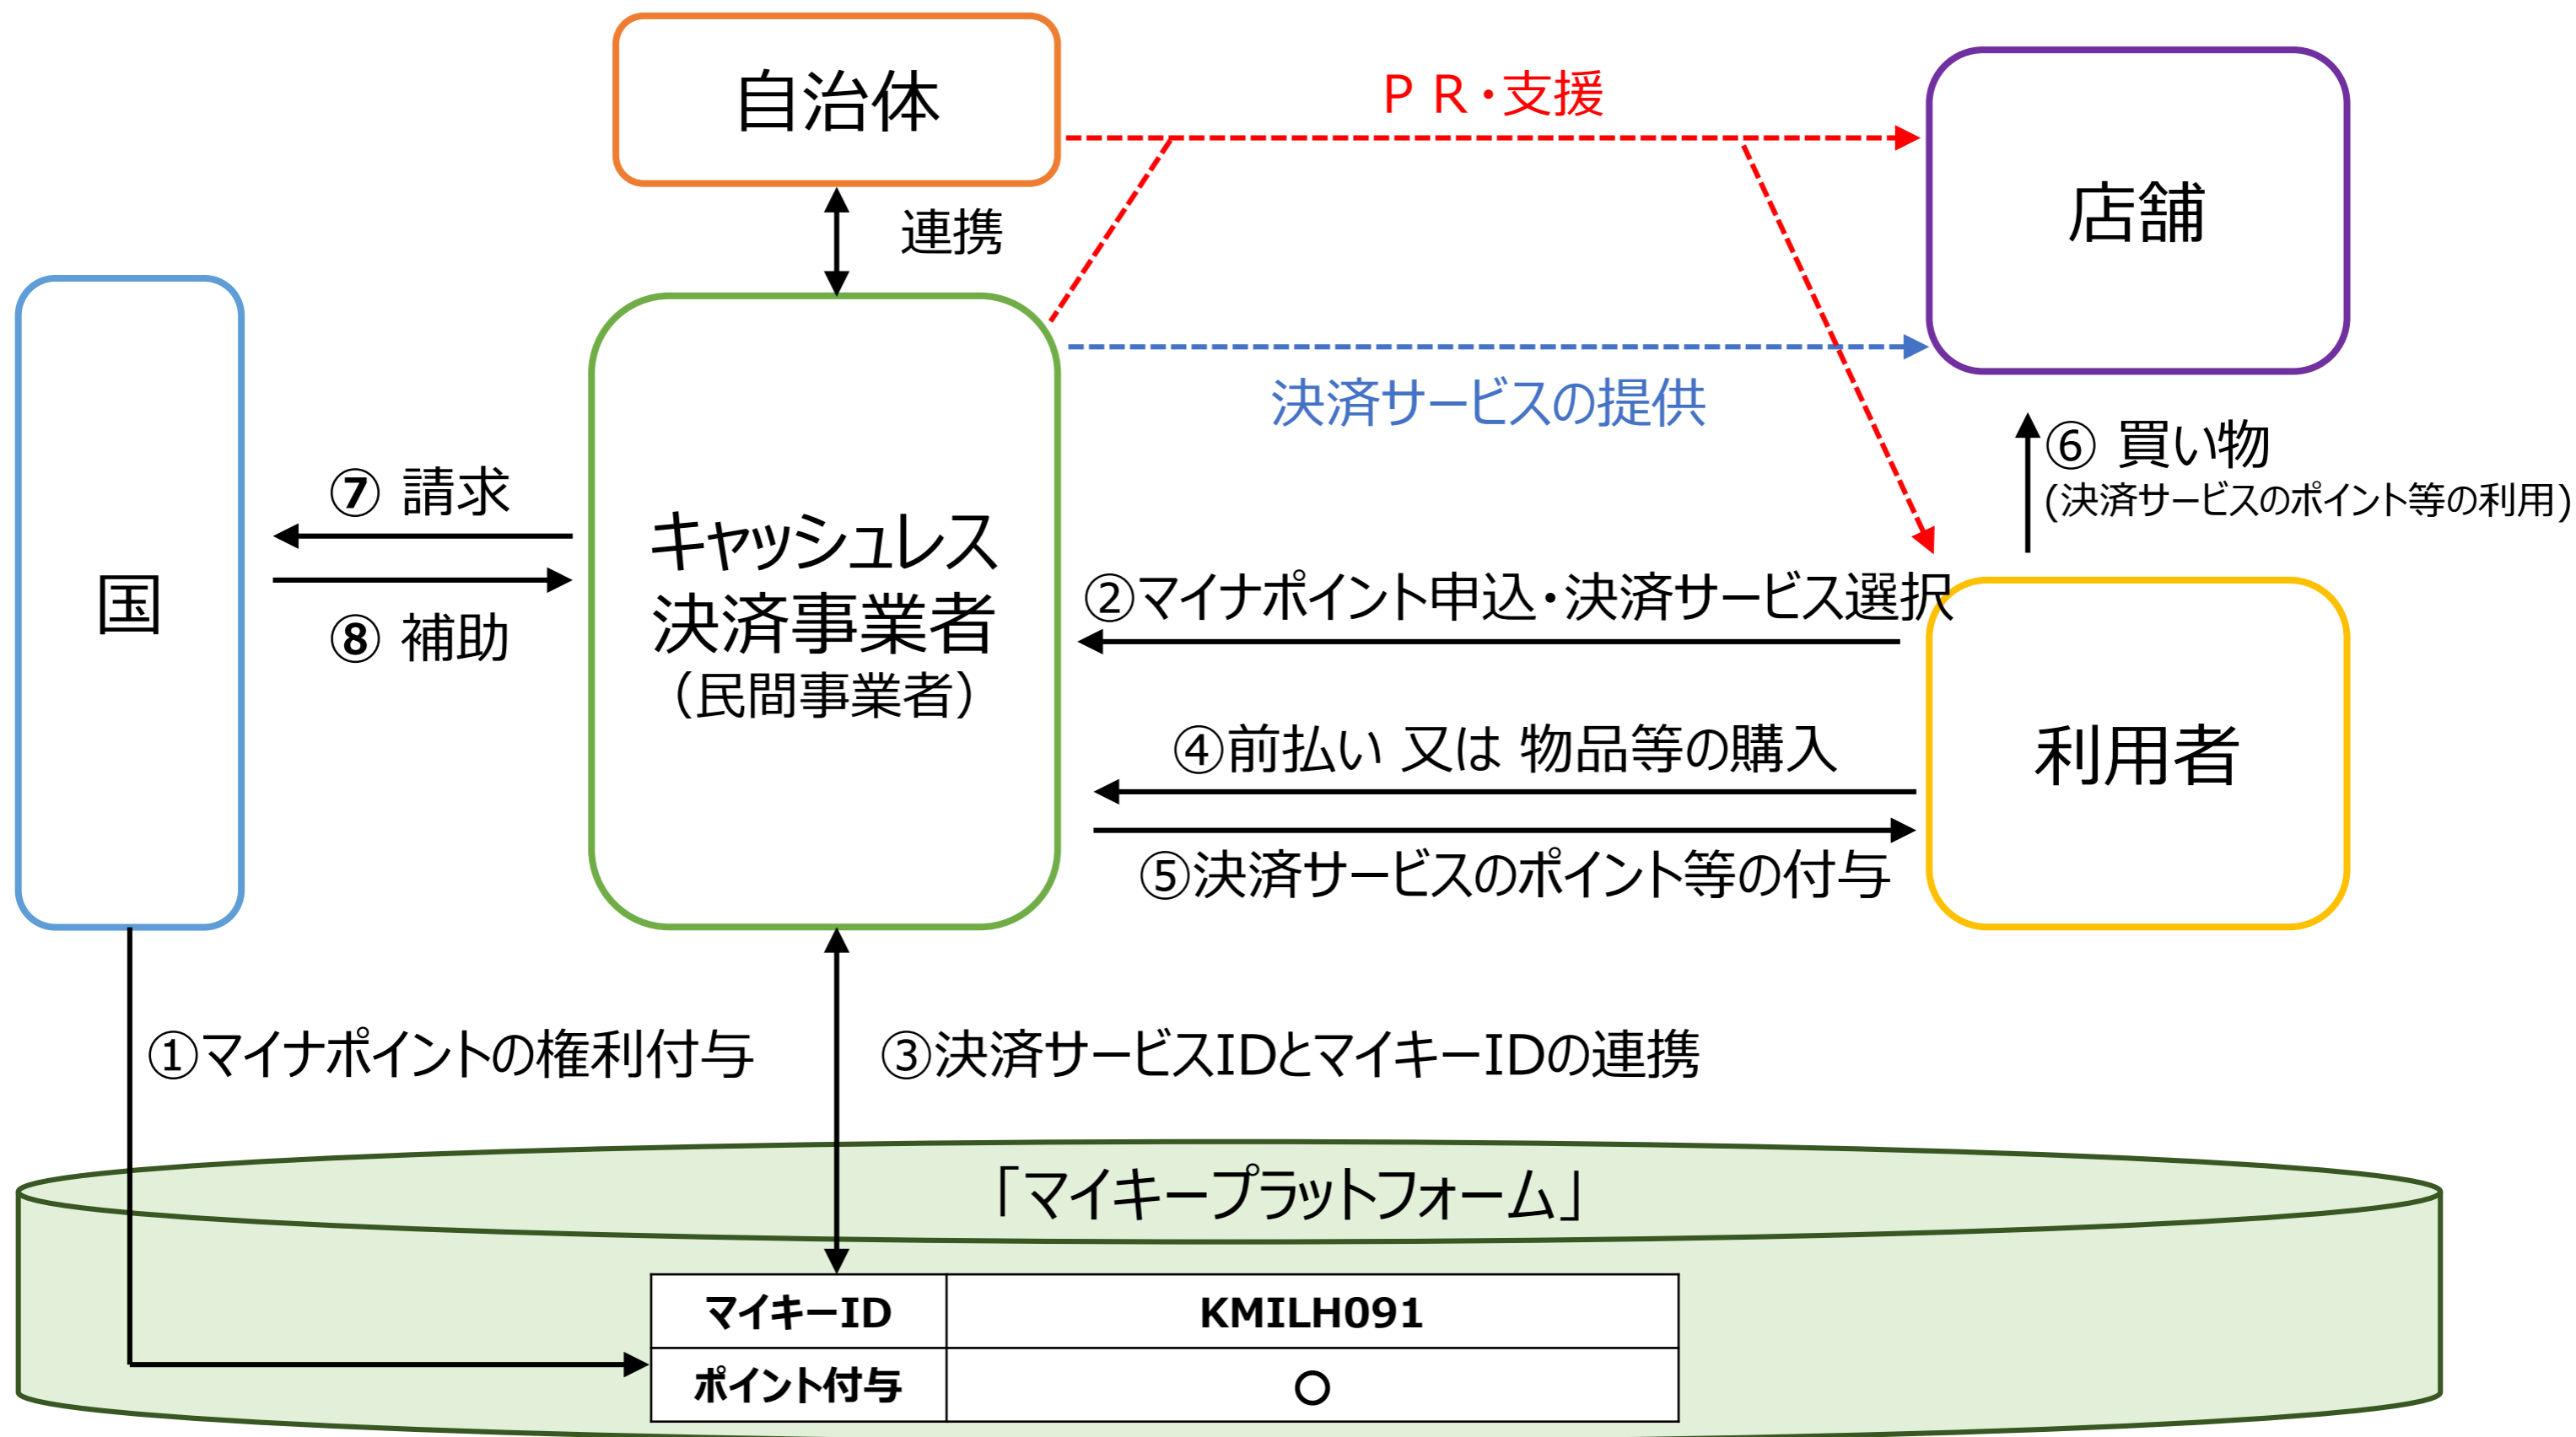 自治体
PR・支援
店舗
連携
決済サービスの提供
⑥ 買い物
(決済サービスのポイント等の利用)
⑦ 請求
⑧ 補助
国
キャッシュレス
決済事業者
（民間事業者）
②マイナポイント申込・決済サービス選択
④前払い 又は 物品等の購入
⑤決済サービスのポイント等の付与
利用者
①マイナポイントの権利付与
③決済サービスIDとマイキーIDの連携
「マイキープラットフォーム」
マイキーID KMILH091
ポイント付与 〇